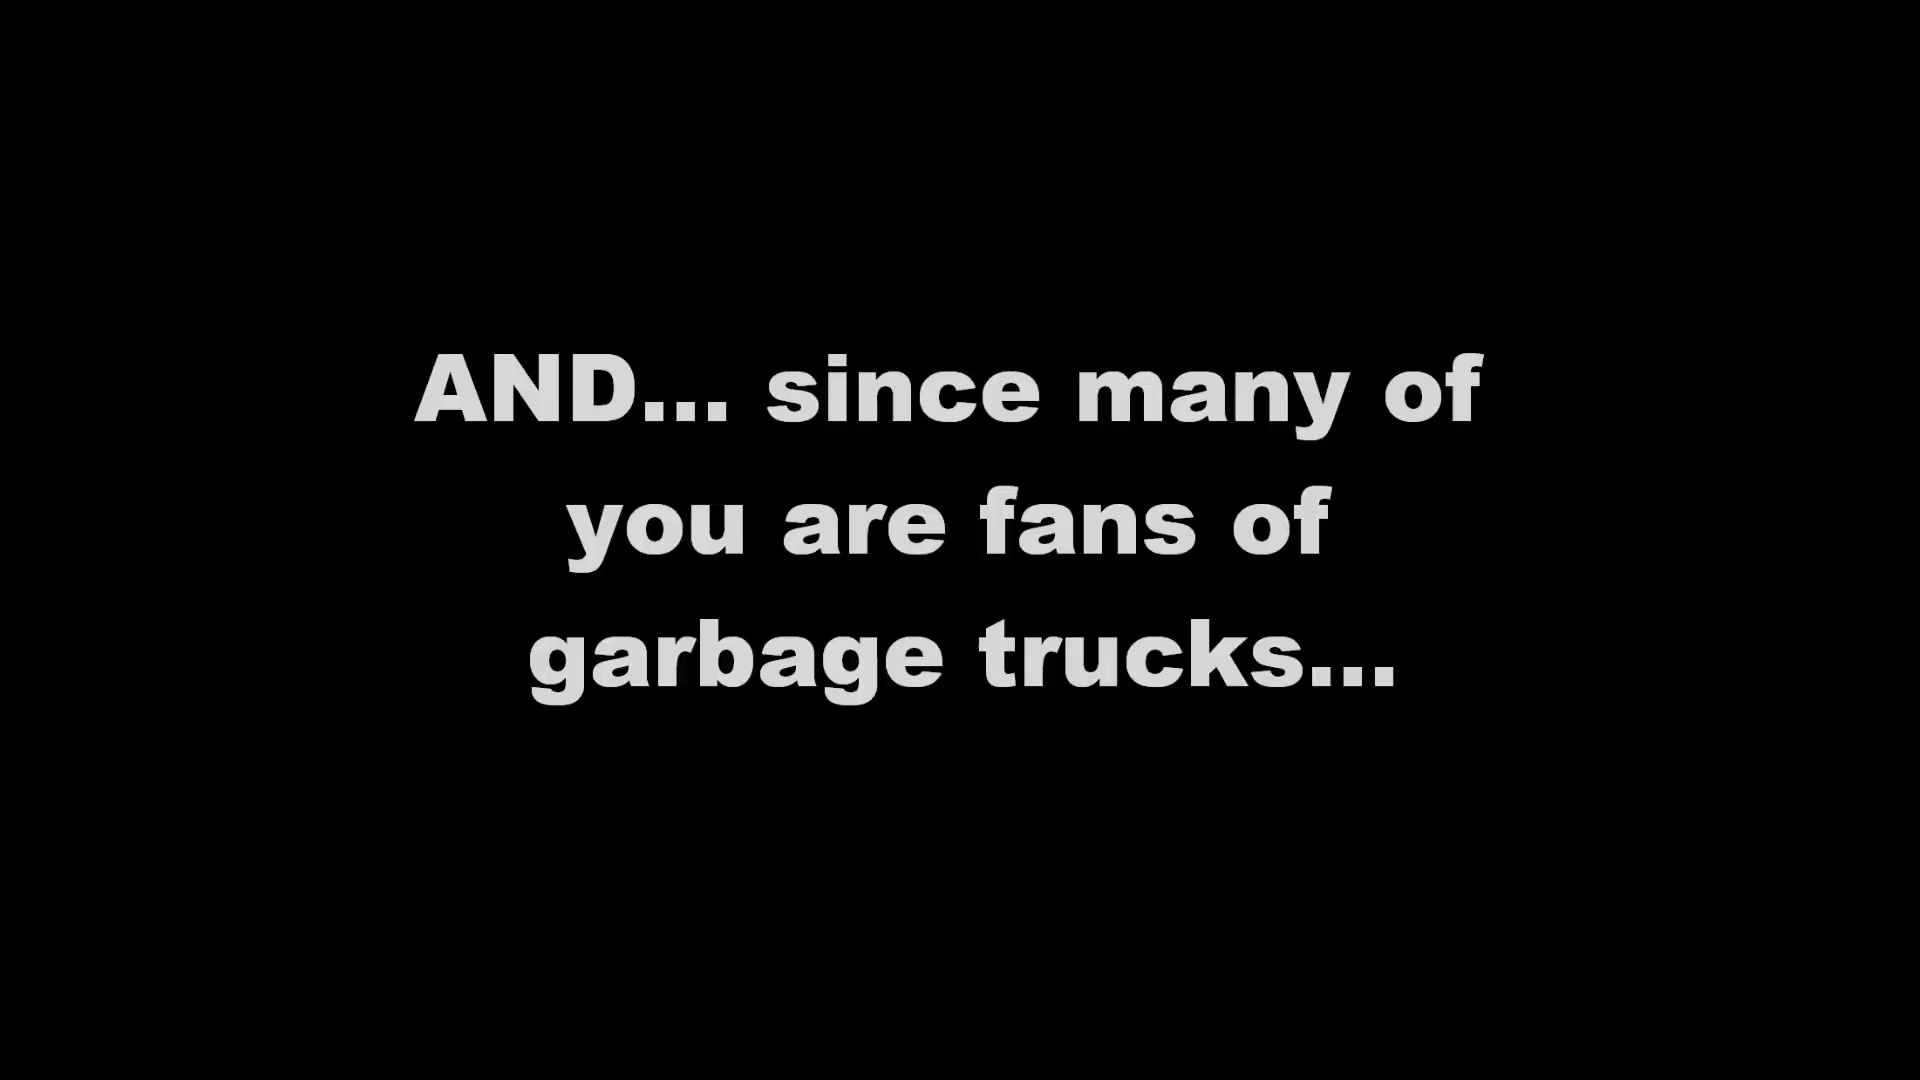 AND... since many of
you are fans of
garbage trucks...